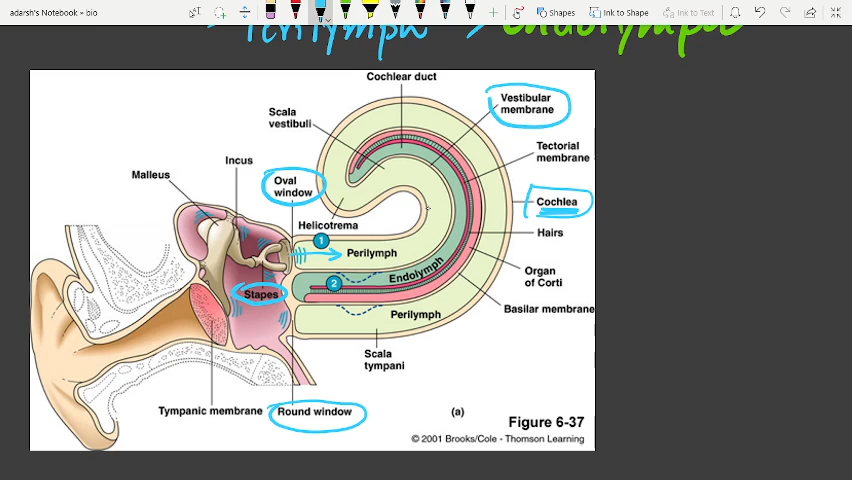 adarsh's Notebook » bio
Shapes
Ink to Shape
Ink to Text
Perilymph
endolymph
Cochlear duct
Vestibular
membrane
Scala
vestibuli
Tectorial
membrane
Incus
Malleus
Oval
window
Cochlea
Helicotrema
Hairs
1
Perilymph
Endolymph
Organ
of Corti
2
Stapes
Perilymph
Basilar membrane
Scala
tympani
Tympanic membrane
Round window
(a)
Figure 6-37
© 2001 Brooks/Cole - Thomson Learning